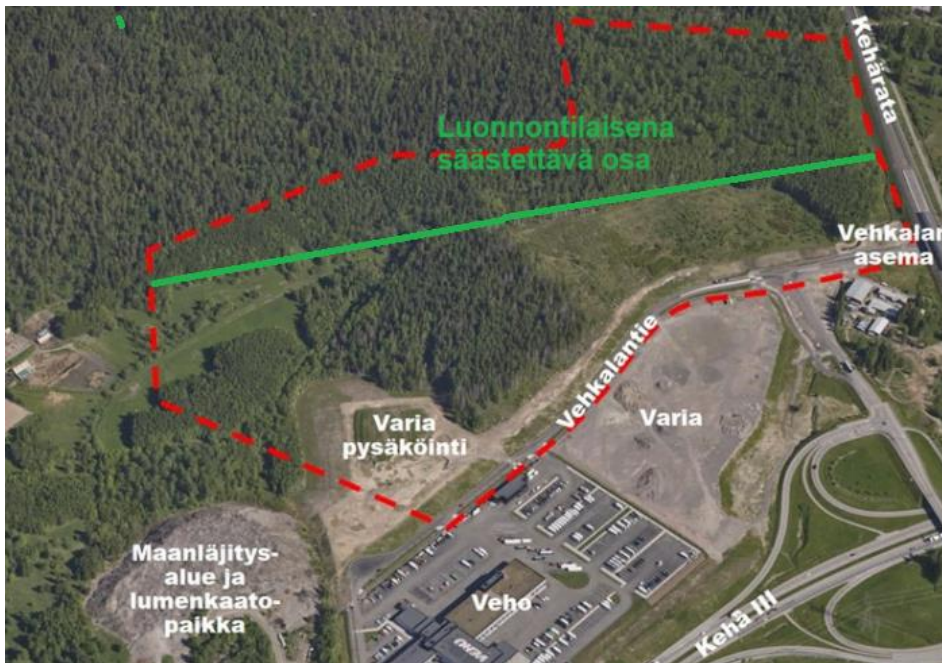 Kehärata
Luonnontilaisena
säästettävä osa
Vehkalan
asema
Vehkalantie
Varia
pysäköinti
Varia
Maanläjitys-
alue ja
lumenkaato-
paikka
Veho
Kehä III